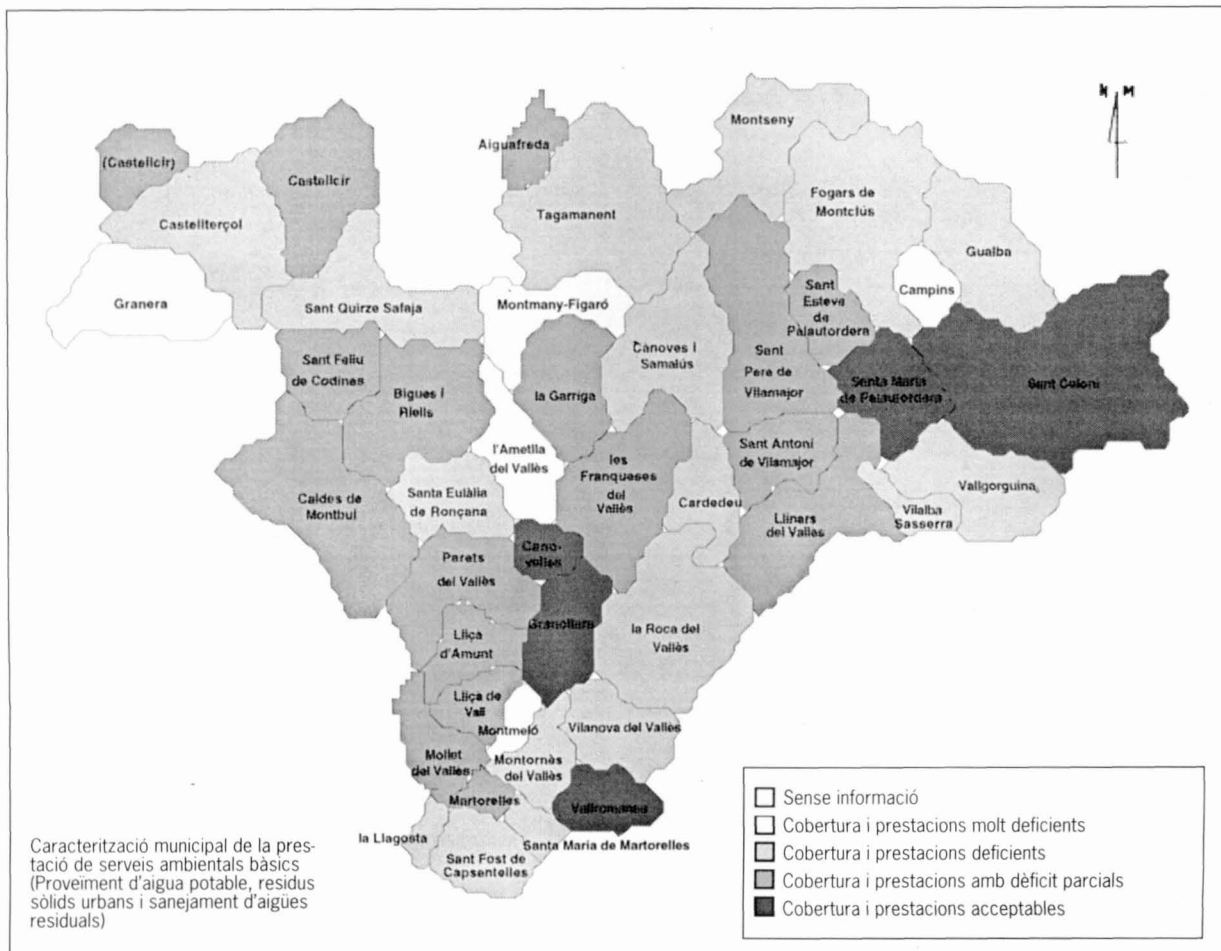 N M
Montseny
Aiguafreda
(Castellcir)
Castellcir
Fogars de
Montclús
Tagamanent
Castellterçol
Gualba
Granera
Montmany-Figaró
Campins
Sant Quirze Safaja
Sant
Esteve
de
Palautordera
Canoves i
Samalús
Sant Feliu
de Codines
Sant
Pere de
Vilamajor
Santa Maria
de Palautordera
Sant Celoni
Bigues i
Riells
la Garriga
l'Ametlla
del Vallès
les
Franqueses
del
Vallès
Sant Antoni
de Vilamajor
Santa Eulàlia
de Ronçana
Cardedeu
Vallgorguina
Caldes de
Montbui
Vilalba
Sasserra
Llinars
del Vallès
Cano-
velles
Parets
del Vallès
Granollers
la Roca del
Vallès
Lliça
d'Amunt
Lliça de
Vall
Vilanova del Vallès
Montmeló
Mollet
del Vallès
Montornès
del Vallès
Martorelles
Vallromanes
la Llagosta
Santa Maria de Martorelles
Sant Fost de
Capsentelles
Caracterització municipal de la pres-
tació de serveis ambientals bàsics
(Proveïment d'aigua potable, residus
sòlids urbans i sanejament d'aigües
residuals)
Sense informació
Cobertura i prestacions molt deficients
Cobertura i prestacions deficients
Cobertura i prestacions amb dèficit parcials
Cobertura i prestacions acceptables